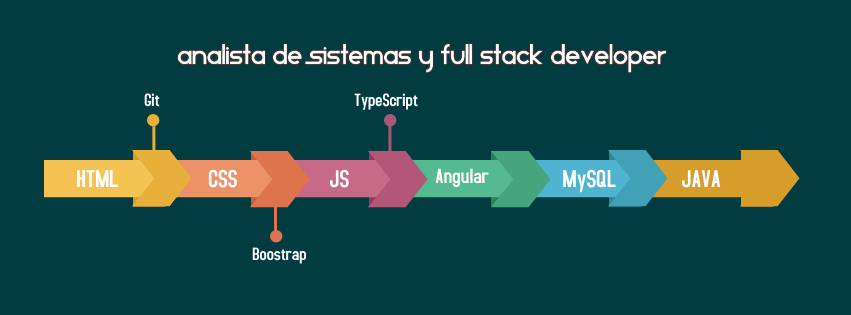 analista de sistemas y full stack developer
Git
TypeScript
HTML
CSS
JS
Angular
MySQL
JAVA
Boostrap